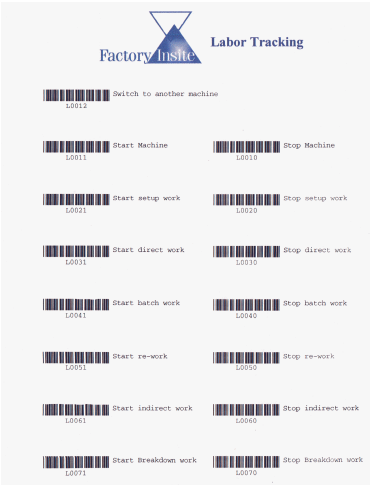 Factory Insite
Labor Tracking
Switch to another machine
L0012
Start Machine
L0011
Stop Machine
L0010
Start setup work
L0021
Stop setup work
L0020
Start direct work
L0031
Stop direct work
L0030
Start batch work
L0041
Stop batch work
L0040
Start re-work
L0051
Stop re-work
L0050
Start indirect work
L0061
Stop indirect work
L0060
Start Breakdown work
L0071
Stop Breakdown work
L0070